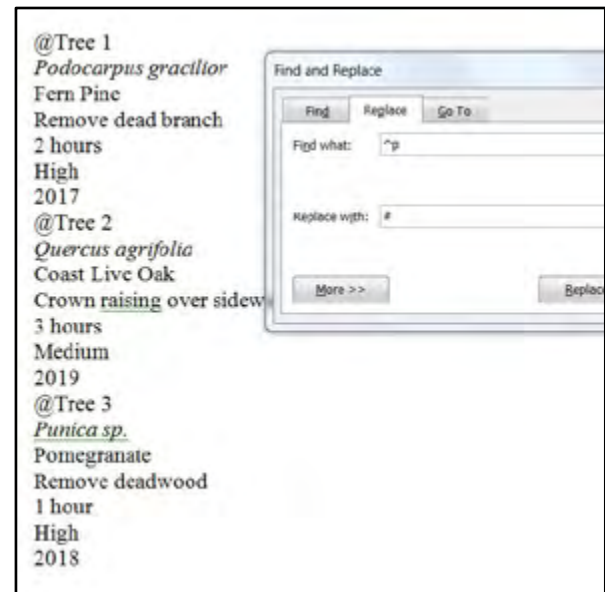 @Tree 1
Podocarpus gracilior
Fern Pine
Remove dead branch
2 hours
High
2017
@Tree 2
Quercus agrifolia
Coast Live Oak
Crown raising over sidew
3 hours
Medium
2019
@Tree 3
Punica sp.
Pomegranate
Remove deadwood
1 hour
High
2018
Find and Replace
Find Replace Go To
Find what: ^p
Replace with: #
More >> Replac